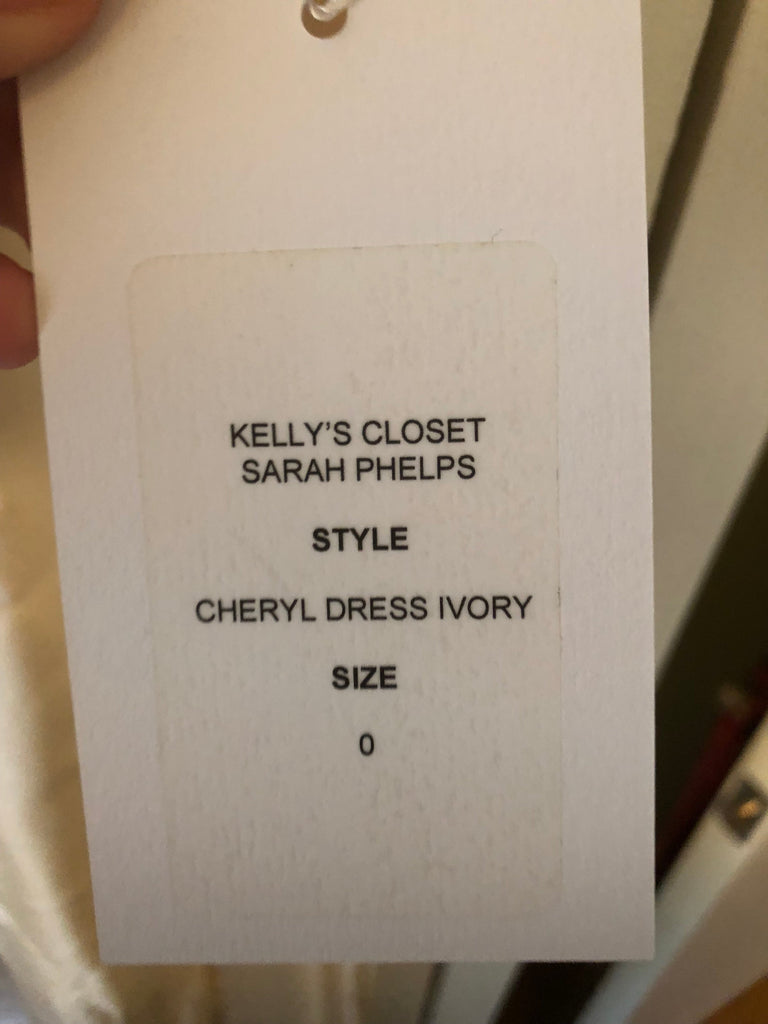 KELLY'S CLOSET
SARAH PHELPS
STYLE
CHERYL DRESS IVORY
SIZE
0